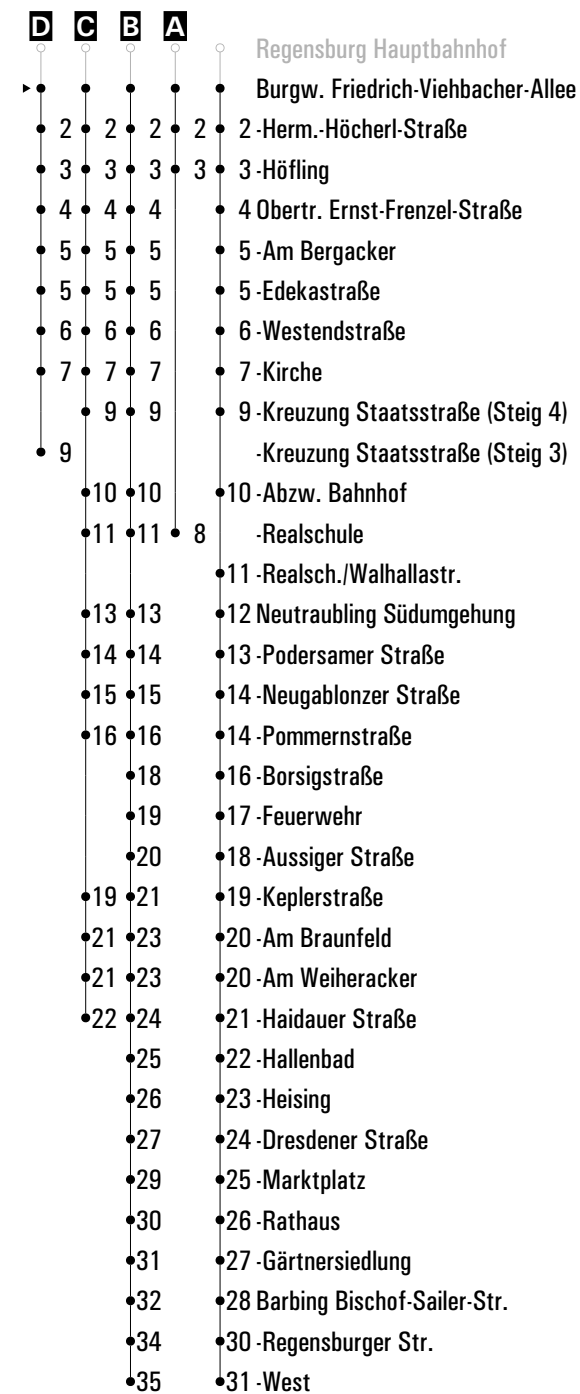 D C B A
Regensburg Hauptbahnhof
Burgw. Friedrich-Viehbacher-Allee
2 2 2 2 2 -Herm.-Höcherl-Straße
3 3 3 3 3 -Höfling
4 4 4 4 Obertr. Ernst-Frenzel-Straße
5 5 5 5 -Am Bergacker
5 5 5 5 -Edekastraße
6 6 6 6 -Westendstraße
7 7 7 7 -Kirche
9 9 9 -Kreuzung Staatsstraße (Steig 4)
9 -Kreuzung Staatsstraße (Steig 3)
10 10 10 -Abzw. Bahnhof
11 11 8 -Realschule
11 -Realsch./Walhallastr.
13 13 12 Neutraubling Südumgehung
14 14 13 -Podersamer Straße
15 15 14 -Neugablonzer Straße
16 16 14 -Pommernstraße
18 16 -Borsigstraße
19 17 -Feuerwehr
20 18 -Aussiger Straße
19 21 19 -Keplerstraße
21 23 20 -Am Braunfeld
21 23 20 -Am Weiheracker
22 24 21 -Haidauer Straße
25 22 -Hallenbad
26 23 -Heising
27 24 -Dresdener Straße
29 25 -Marktplatz
30 26 -Rathaus
31 27 -Gärtnersiedlung
32 28 Barbing Bischof-Sailer-Str.
34 30 -Regensburger Str.
35 31 -West